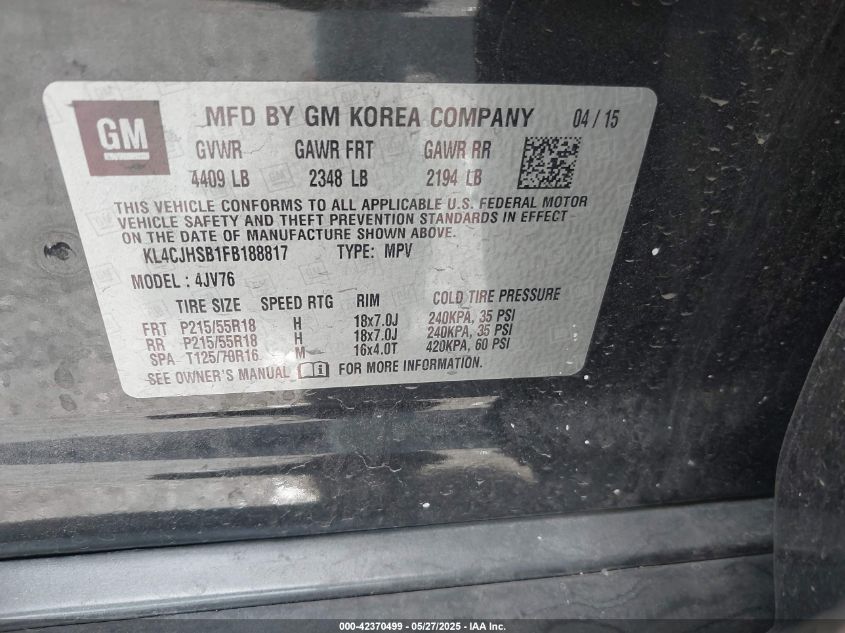 GM
MFD BY GM KOREA COMPANY 04 / 15
GVWR GAWR FRT GAWR RR
4409 LB 2348 LB 2194 LB
THIS VEHICLE CONFORMS TO ALL APPLICABLE U.S. FEDERAL MOTOR
VEHICLE SAFETY AND THEFT PREVENTION STANDARDS IN EFFECT
ON THE DATE OF MANUFACTURE SHOWN ABOVE.
KL4CJHSB1FB188817 TYPE: MPV
MODEL : 4JV76
TIRE SIZE SPEED RTG RIM COLD TIRE PRESSURE
FRT P215/55R18 H 18x7.0J 240KPA, 35 PSI
RR P215/55R18 H 18x7.0J 240KPA, 35 PSI
SPA T125/70R16 M 16x4.0T 420KPA, 60 PSI
SEE OWNER'S MANUAL FOR MORE INFORMATION.
000-42370499 — 05/27/2025 — IAA Inc.